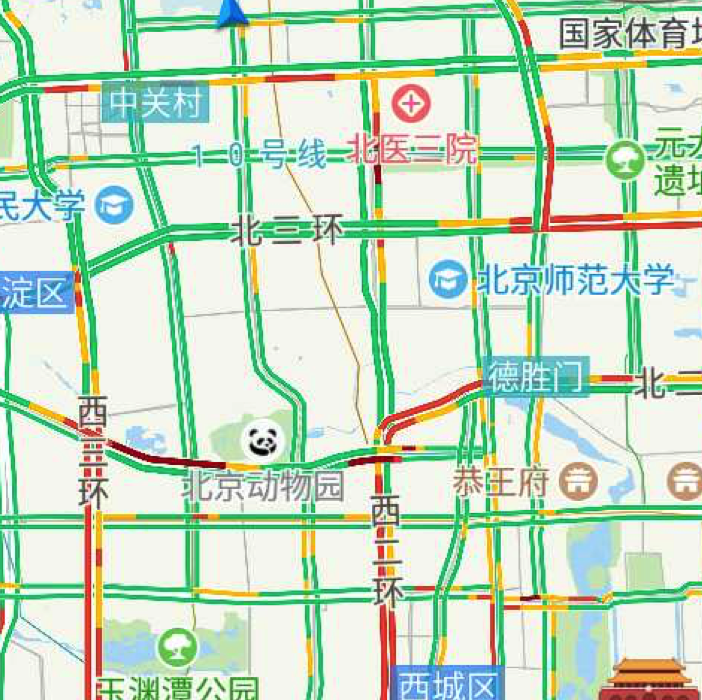 国家体育场
中关村
10号线
北医三院
元大
遗址
民大学
北三环
北京师范大学
淀区
德胜门
北二
西三环
北京动物园
恭王府
西二环
玉渊潭公园
西城区